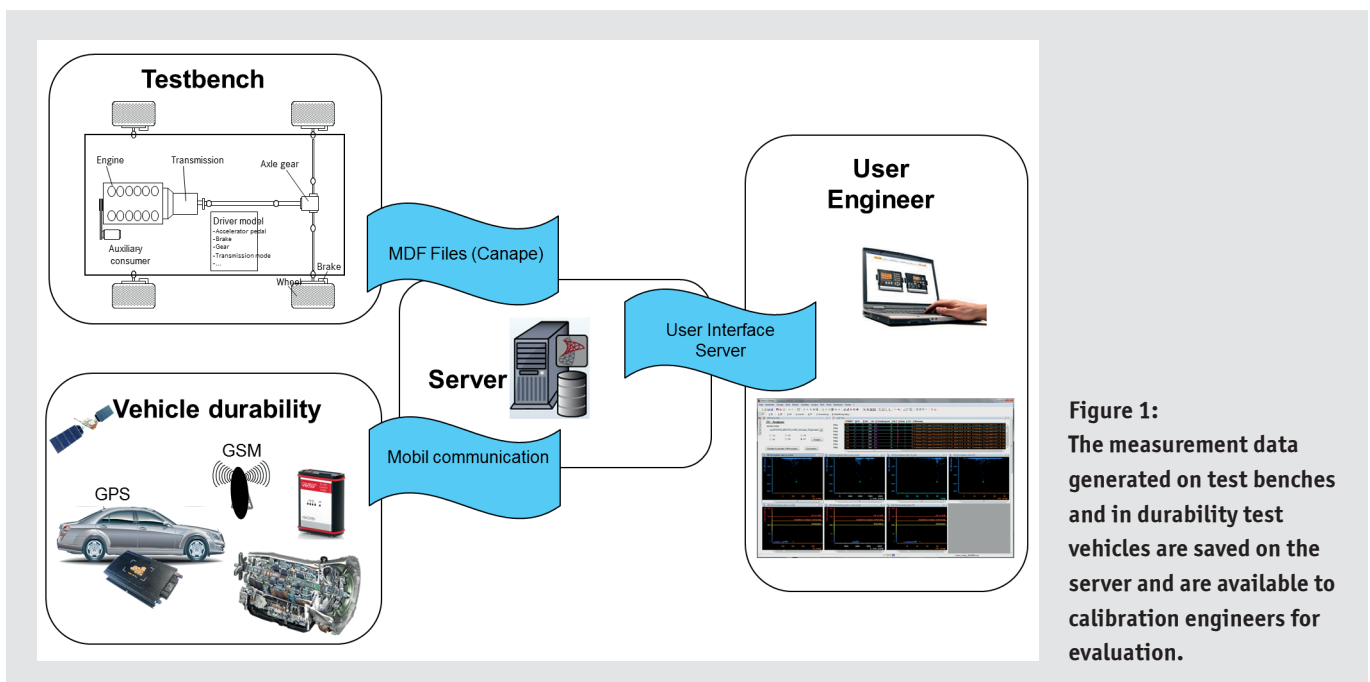 Testbench
Engine
Transmission
Axle gear
Driver model
-Accelerator pedal
-Brake
-Gear
-Transmission mode
-...
Auxiliary
consumer
Brake
Wheel
MDF Files (Canape)
Server
User Interface
Server
User
Engineer
Vehicle durability
GSM
GPS
Mobil communication
Figure 1:
The measurement data
generated on test benches
and in durability test
vehicles are saved on the
server and are available to
calibration engineers for
evaluation.